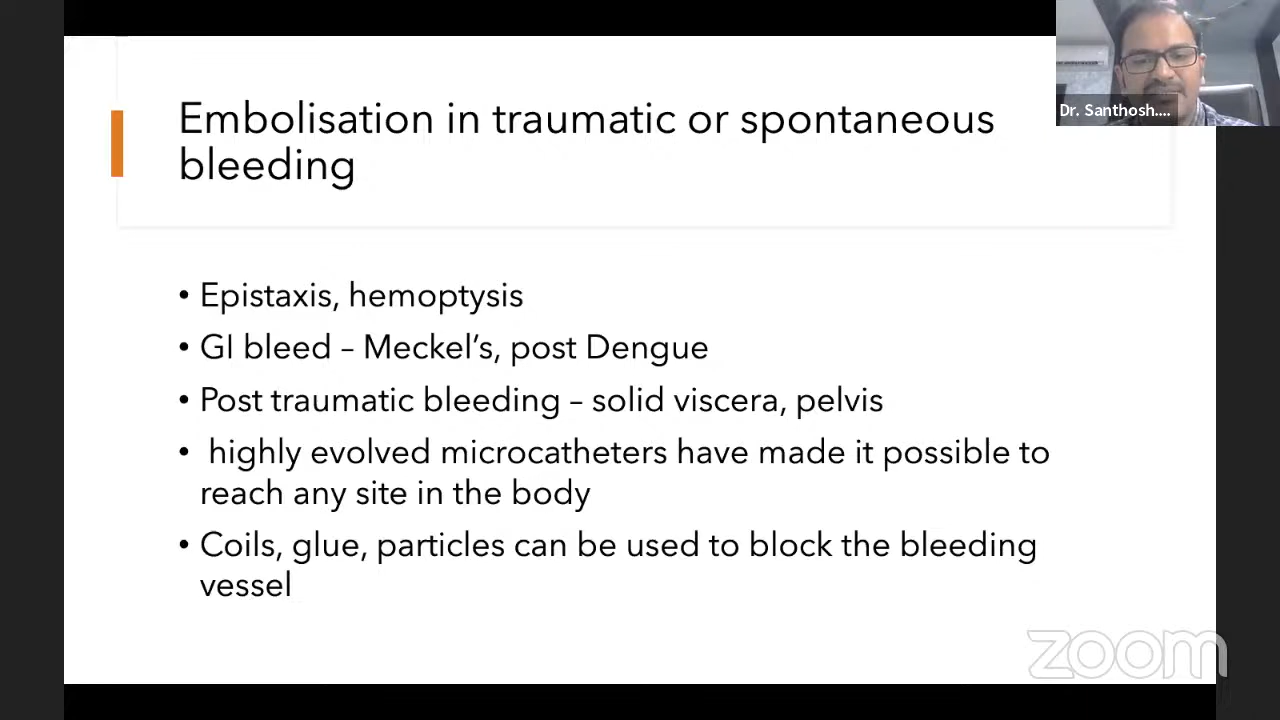 Dr. Santhosh....
Embolisation in traumatic or spontaneous
bleeding
• Epistaxis, hemoptysis
• GI bleed – Meckel’s, post Dengue
• Post traumatic bleeding – solid viscera, pelvis
• highly evolved microcatheters have made it possible to
reach any site in the body
• Coils, glue, particles can be used to block the bleeding
vessel
zoom